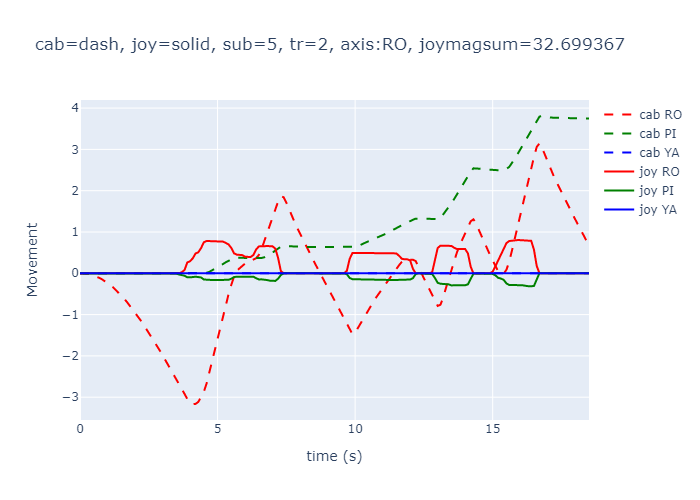 cab=dash, joy=solid, sub=5, tr=2, axis:RO, joymagsum=32.699367
4
3
2
1
0
−1
−2
−3
Movement
0
5
10
15
time (s)
cab RO
cab PI
cab YA
joy RO
joy PI
joy YA